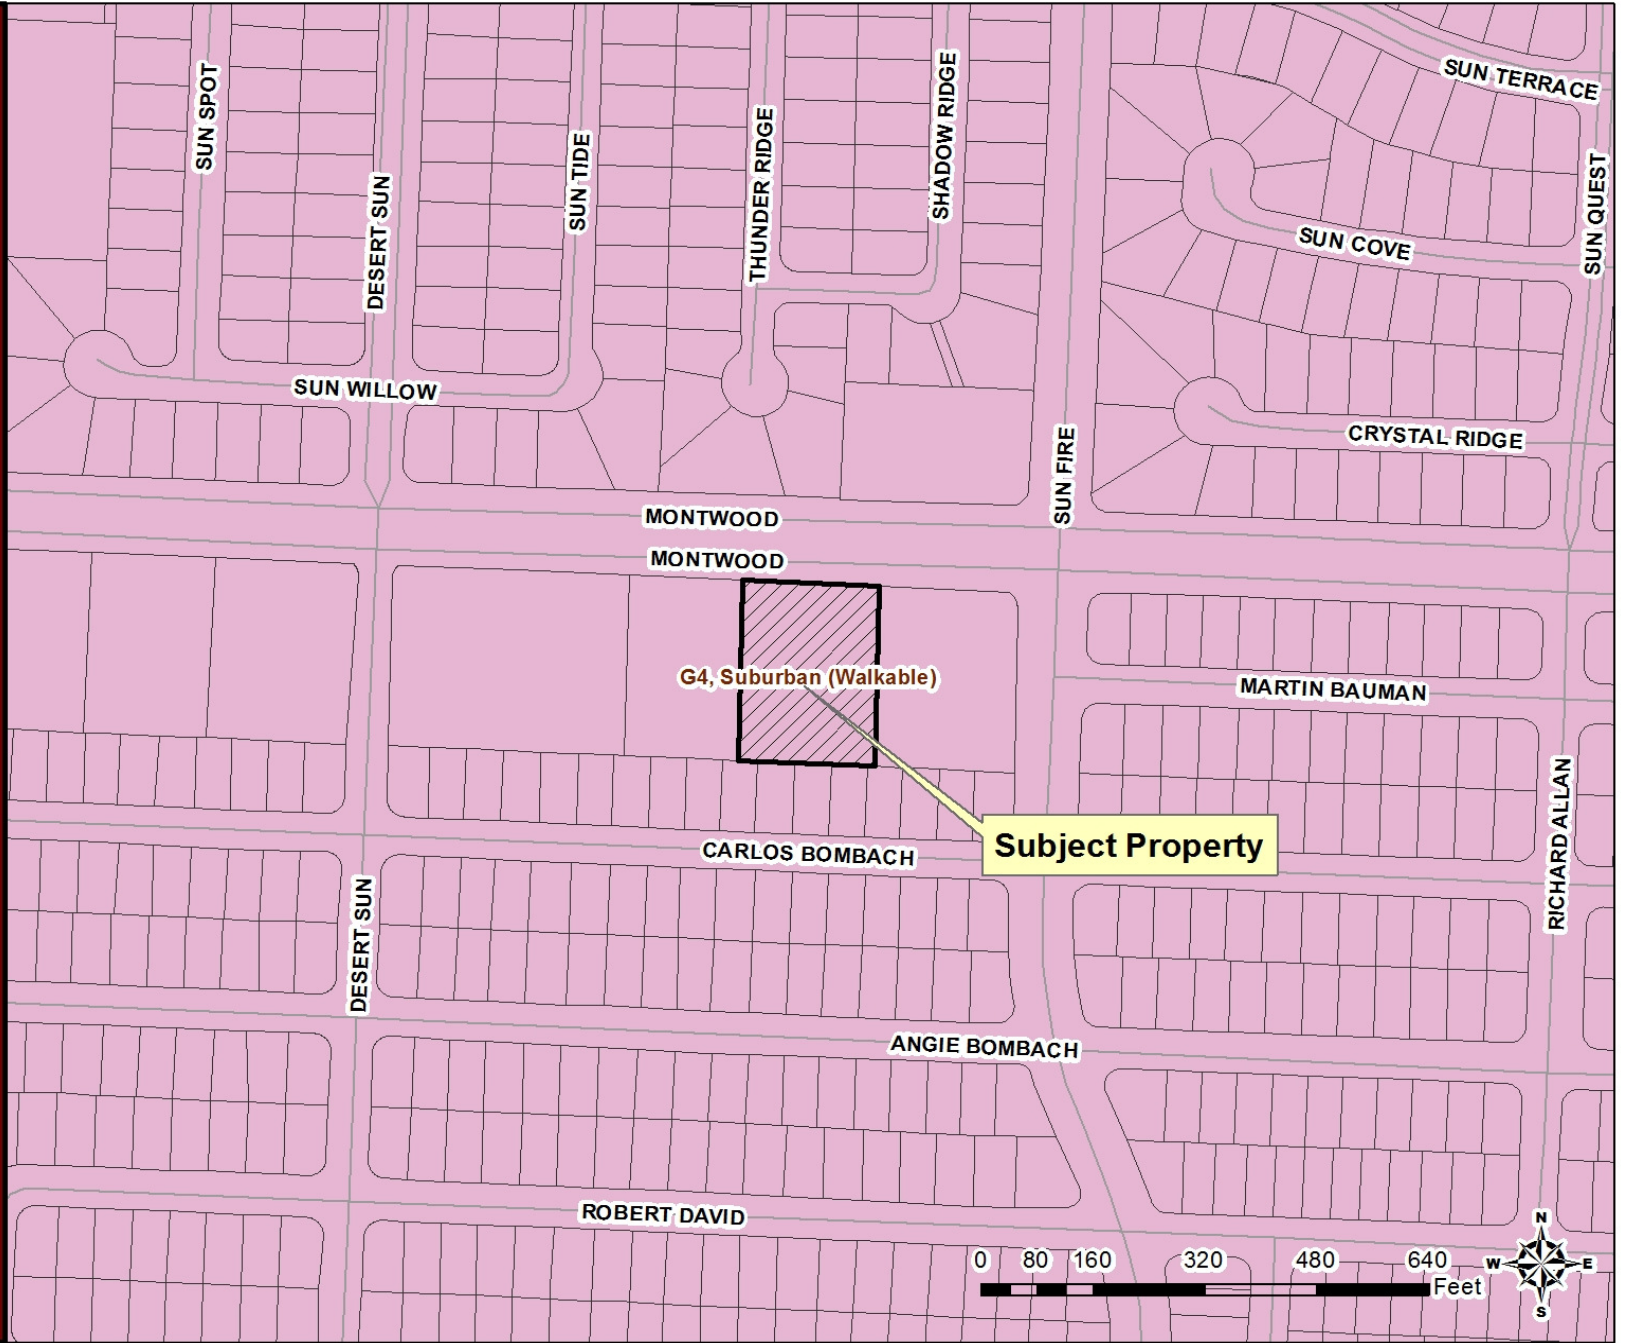 SUN TERRACE
SUN SPOT
DESERT SUN
SUN TIDE
THUNDER RIDGE
SHADOW RIDGE
SUN QUEST
SUN COVE
SUN WILLOW
CRYSTAL RIDGE
SUN FIRE
MONTWOOD
MONTWOOD
G4, Suburban (Walkable)
MARTIN BAUMAN
RICHARD ALLAN
Subject Property
CARLOS BOMBACH
DESERT SUN
ANGIE BOMBACH
ROBERT DAVID
N
W E
S
0 80 160 320 480 640
Feet